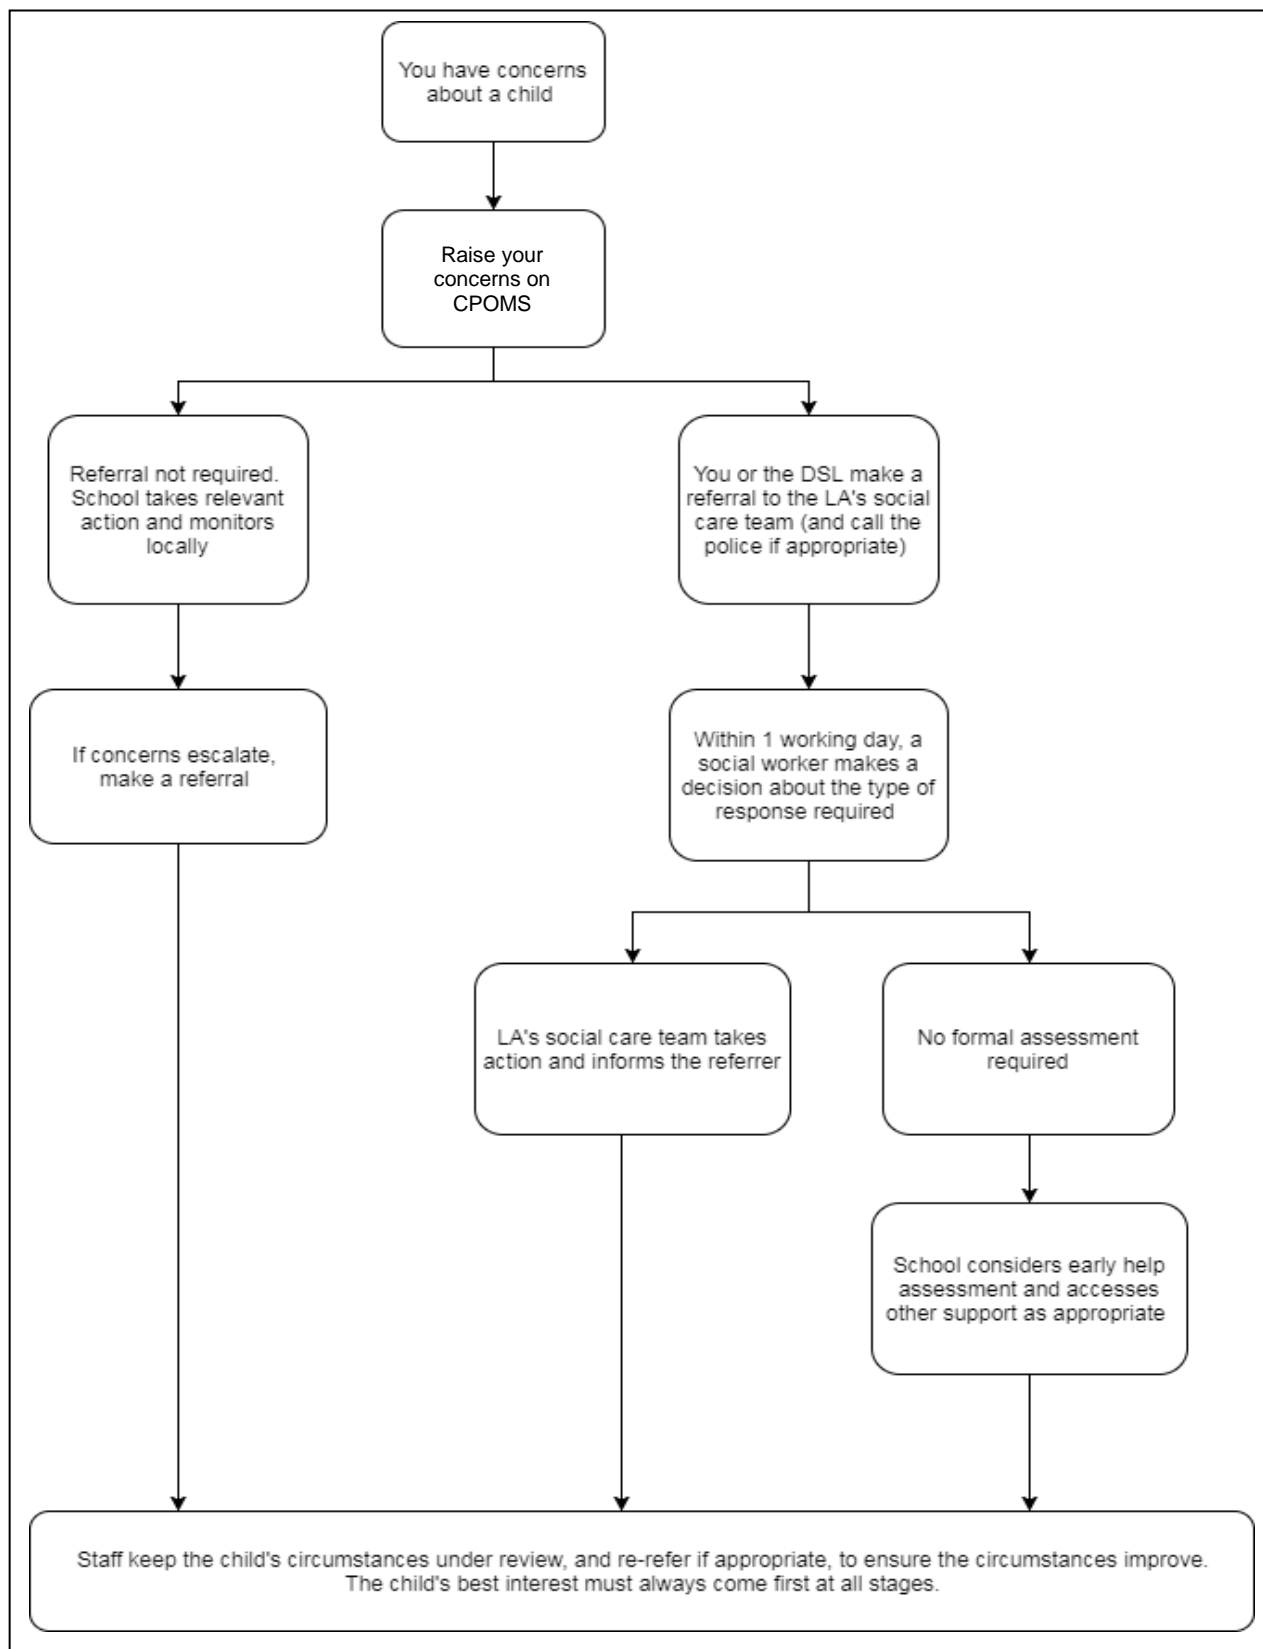 You have concerns
about a child
Raise your
concerns on
CPOMS
Referral not required.
School takes relevant
action and monitors
locally
You or the DSL make a
referral to the LA's social
care team (and call the
police if appropriate)
If concerns escalate,
make a referral
Within 1 working day, a
social worker makes a
decision about the type of
response required
LA's social care team takes
action and informs the referrer
No formal assessment
required
School considers early help
assessment and accesses
other support as appropriate
Staff keep the child's circumstances under review, and re-refer if appropriate, to ensure the circumstances improve.
The child's best interest must always come first at all stages.